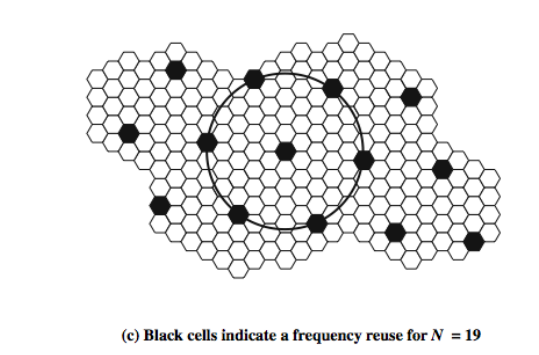 (c) Black cells indicate a frequency reuse for N = 19